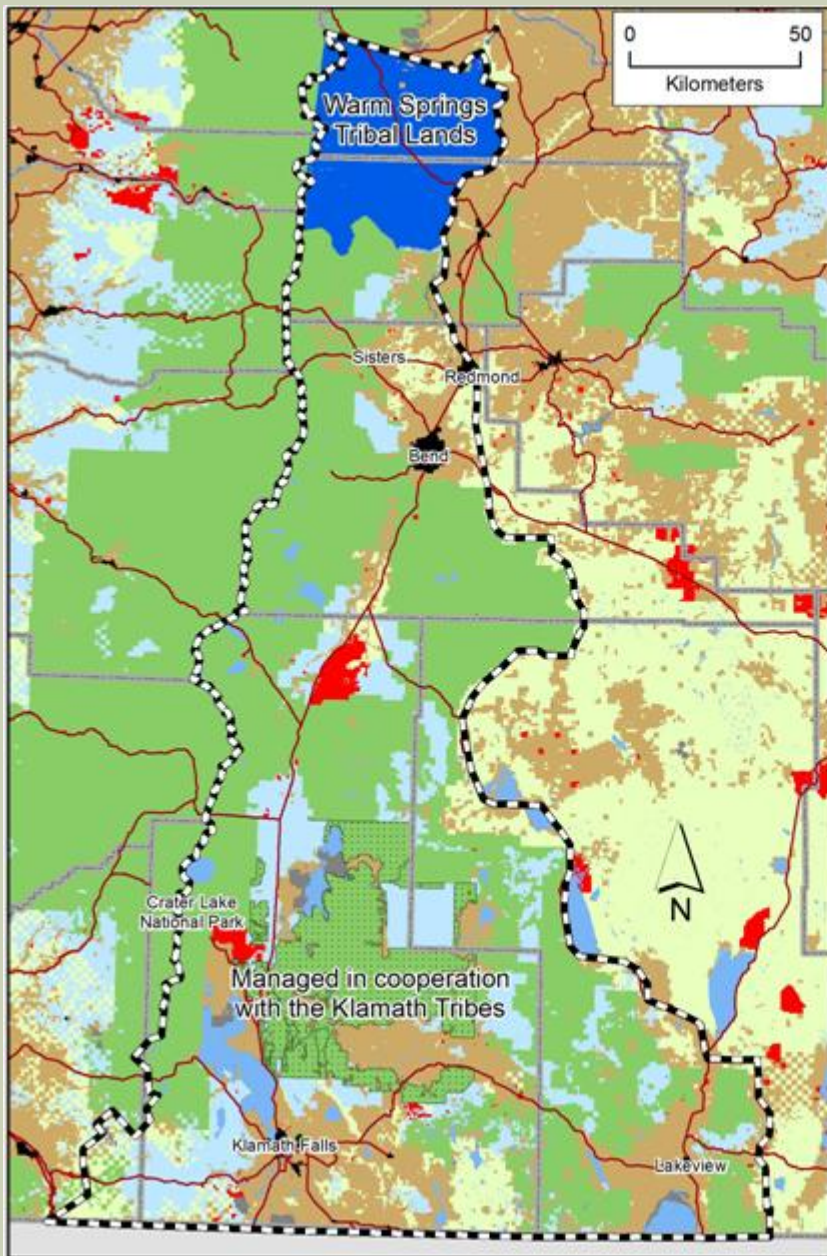 0 50
Kilometers
Warm Springs
Tribal Lands
Sisters
Redmond
Bend
N
Crater Lake
National Park
Managed in cooperation
with the Klamath Tribes
Klamath Falls
Lakeview